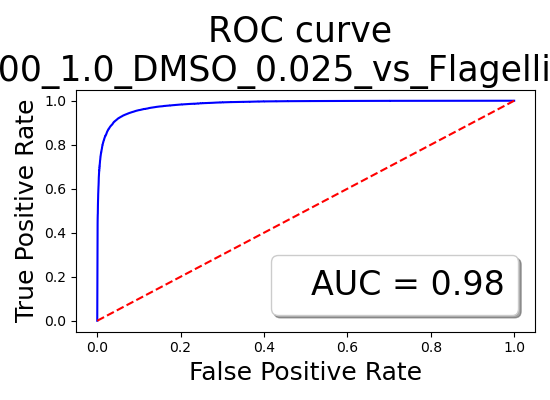 ROC curve
00_1.0_DMSO_0.025_vs_Flagelli
1.0
0.8
0.6
0.4
0.2
0.0
True Positive Rate
AUC = 0.98
0.0 0.2 0.4 0.6 0.8 1.0
False Positive Rate